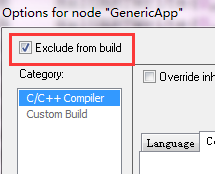 Options for node "GenericApp"
Exclude from build
Category:
C/C++ Compiler
Custom Build
Override inh
Language